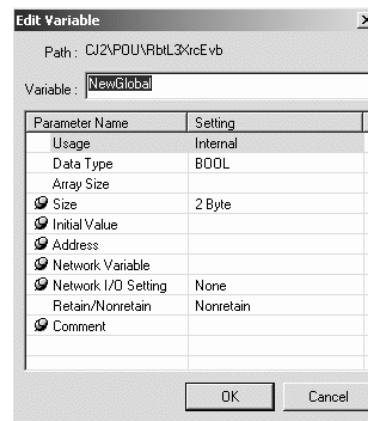 Edit Variable
Path : CJ2\POU\RbtL3XrcEvb
Variable : NewGlobal
Parameter Name Setting
Usage Internal
Data Type BOOL
Array Size
Size 2 Byte
Initial Value
Address
Network Variable
Network I/O Setting None
Retain/Nonretain Nonretain
Comment
OK Cancel